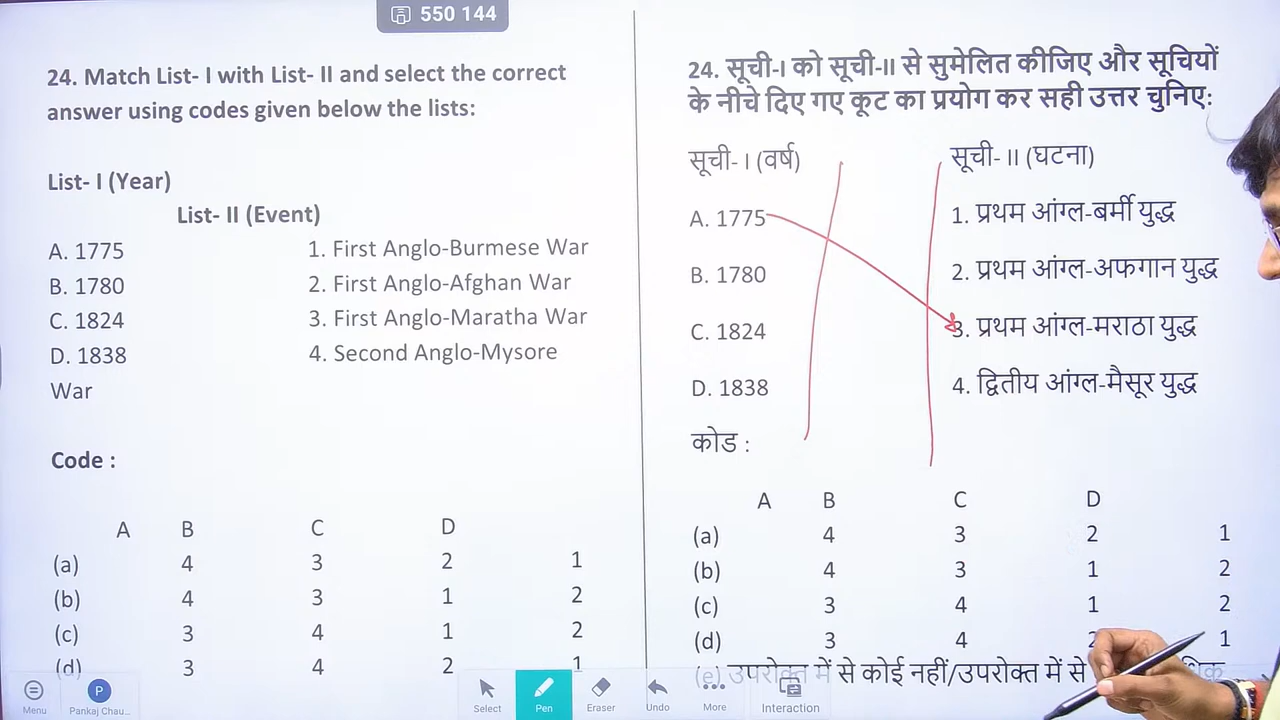 550 144
24. Match List- I with List- II and select the correct
answer using codes given below the lists:
List- I (Year)
List- II (Event)
A. 1775 1. First Anglo-Burmese War
B. 1780 2. First Anglo-Afghan War
C. 1824 3. First Anglo-Maratha War
D. 1838 4. Second Anglo-Mysore
War
Code :
A B C D
(a) 4 3 2 1
(b) 4 3 1 2
(c) 3 4 1 2
(d) 3 4 2 1
24. सूची-I को सूची-II से सुमेलित कीजिए और सूचियों
के नीचे दिए गए कूट का प्रयोग कर सही उत्तर चुनिए:
सूची- I (वर्ष) सूची- II (घटना)
A. 1775 1. प्रथम आंग्ल-बर्मी युद्ध
B. 1780 2. प्रथम आंग्ल-अफगान युद्ध
C. 1824 3. प्रथम आंग्ल-मराठा युद्ध
D. 1838 4. द्वितीय आंग्ल-मैसूर युद्ध
कोड :
A B C D
(a) 4 3 2 1
(b) 4 3 1 2
(c) 3 4 1 2
(d) 3 4 2 1
(e) उपरोक्त में से कोई नहीं/उपरोक्त में से
Menu Pankaj Chau... Select Pen Eraser Undo More Interaction
P